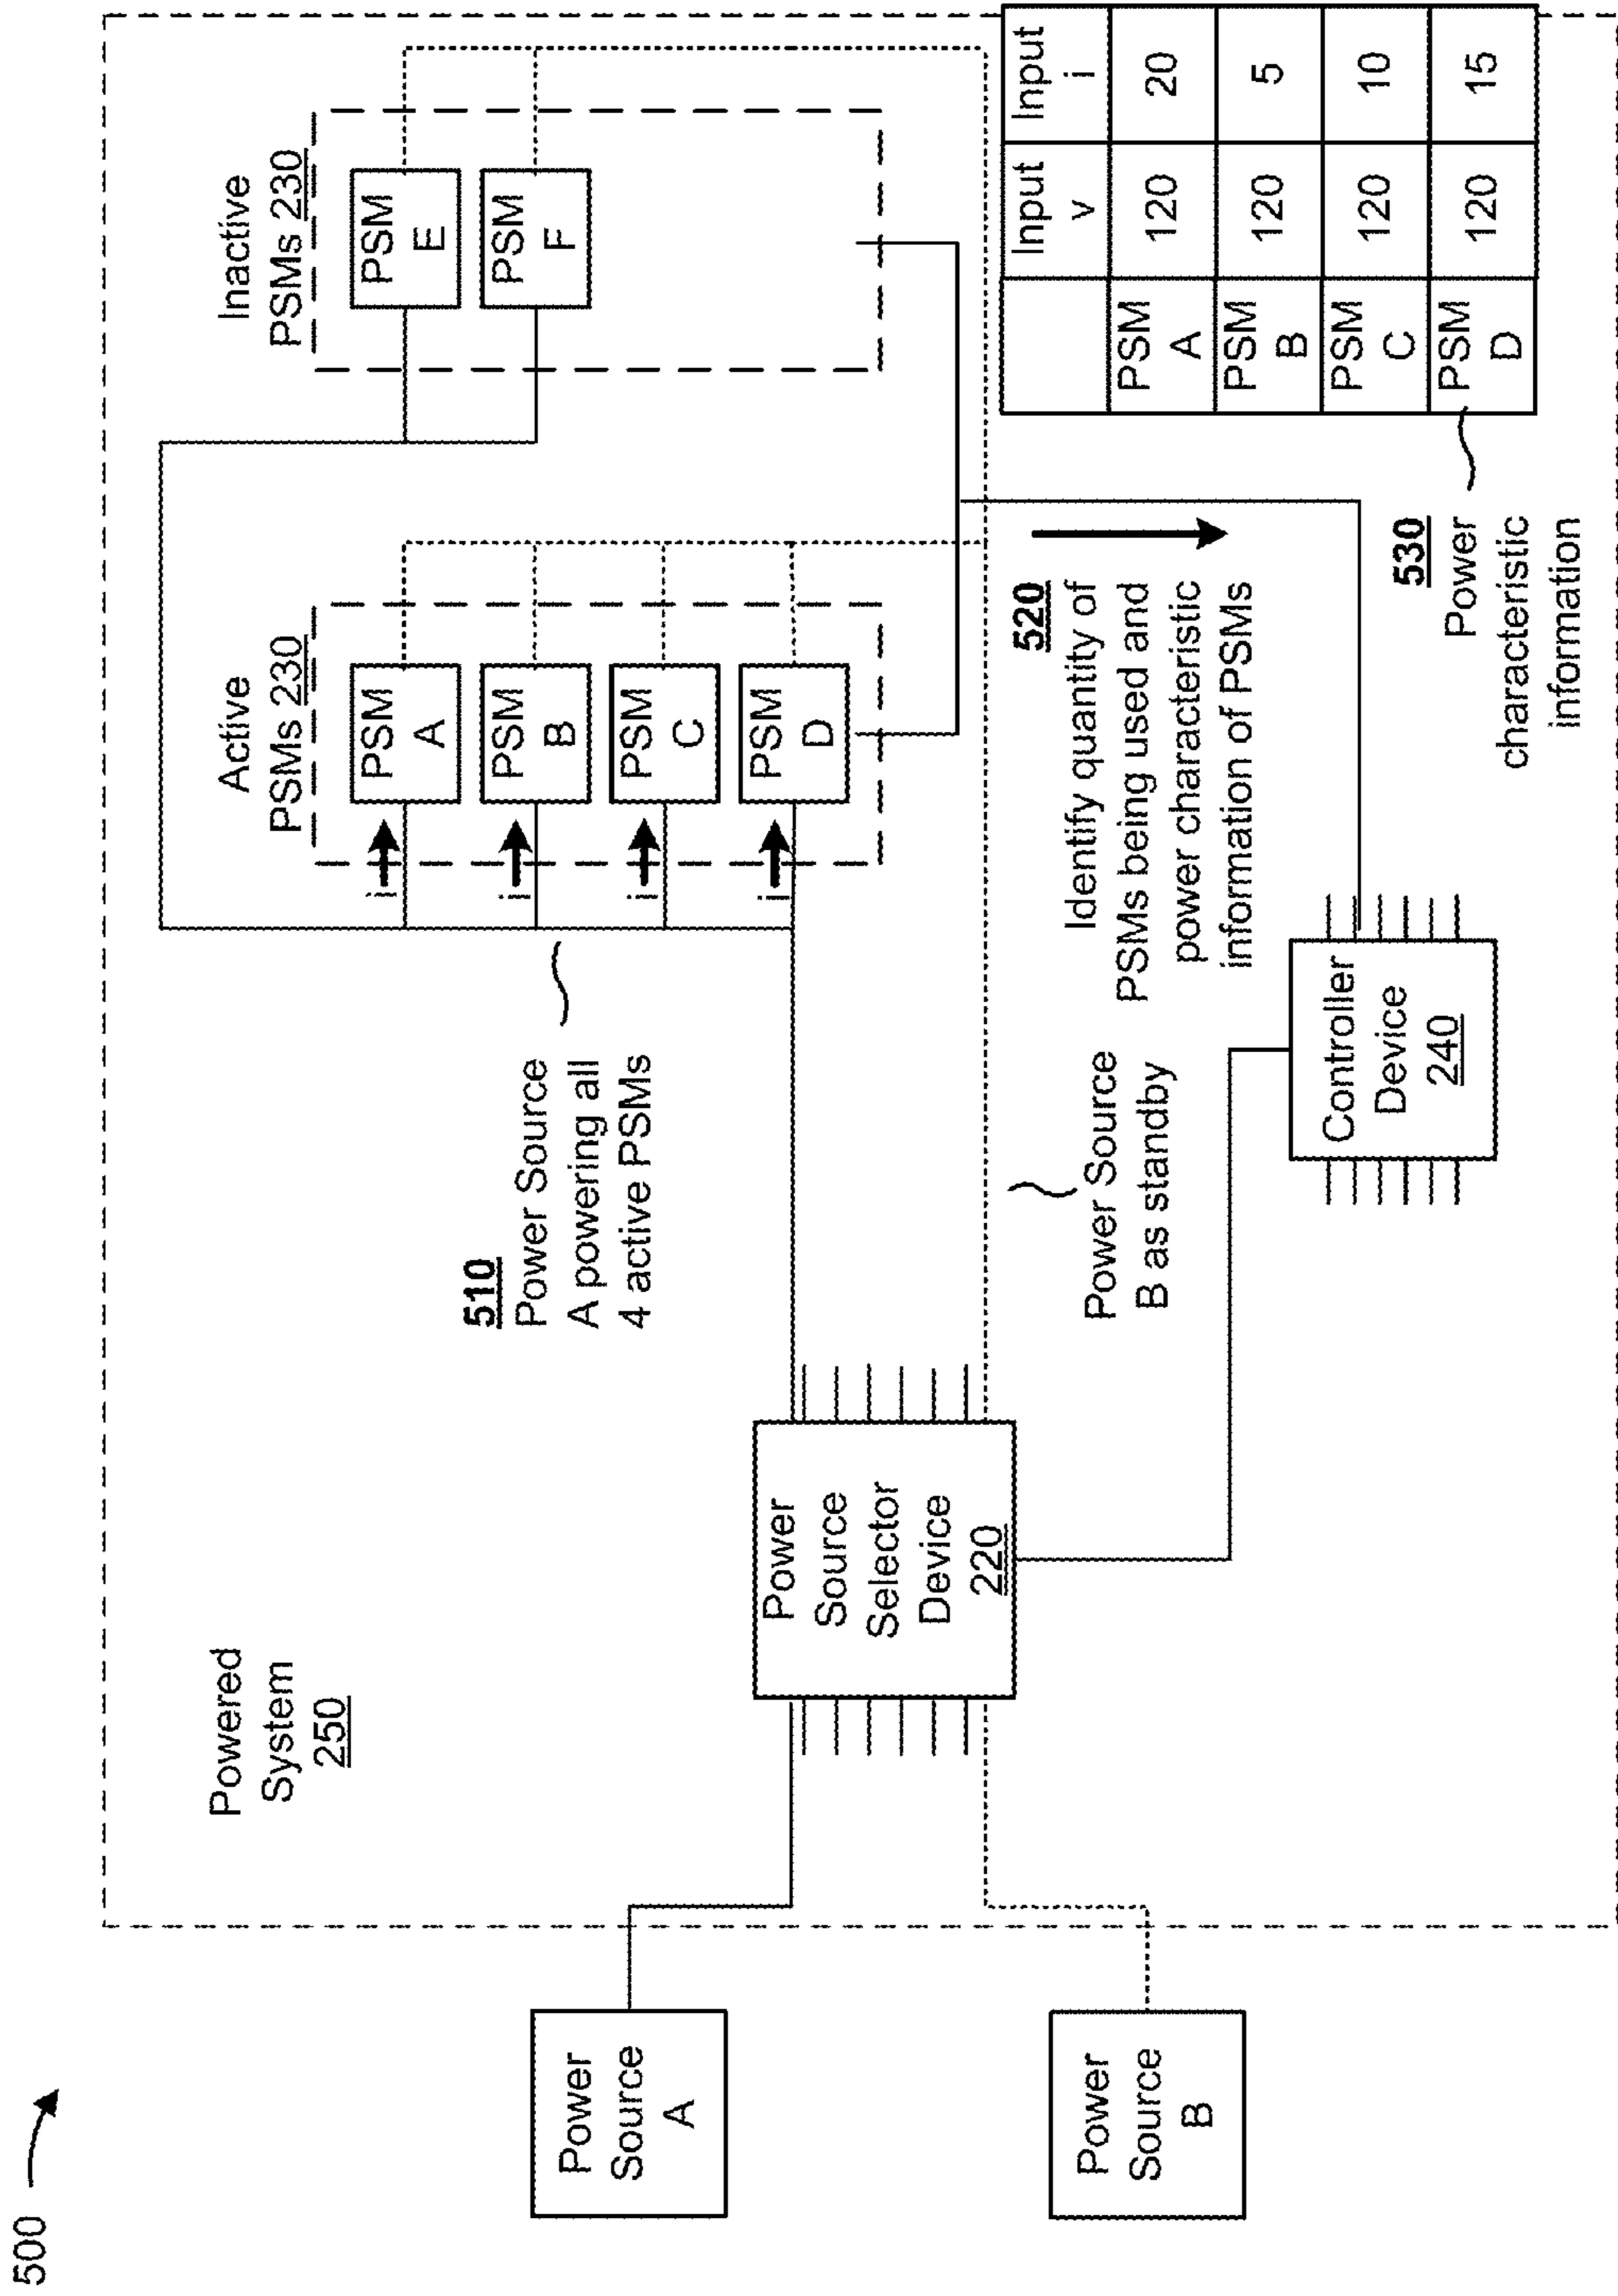 500
Powered
System
250
Power
Source
A
Power
Source
B
Power
Source
Selector
Device
220
510
Power Source
A powering all
4 active PSMs
Power Source
B as standby
Active
PSMs 230
i
PSM
A
i
PSM
B
i
PSM
C
i
PSM
D
Inactive
PSMs 230
PSM
E
PSM
F
520
Identify quantity of
PSMs being used and
power characteristic
information of PSMs
Controller
Device
240
530
Power
characteristic
information
Input v Input i
PSM A 120 20
PSM B 120 5
PSM C 120 10
PSM D 120 15